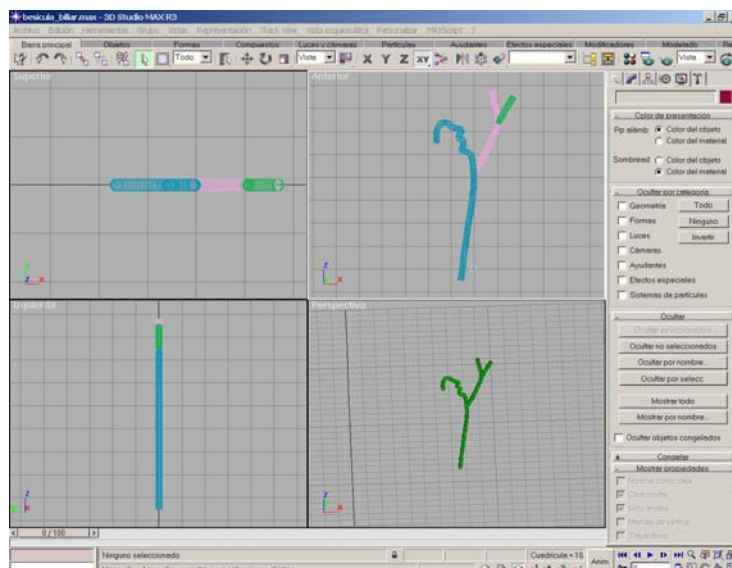 besicula_biliar.max - 3D Studio MAX R3
Archivo Edición Herramientas Grupo Vistas Representación Track View Vista esquemática Personalizar MAXScript ?
Barra principal Objetos Formas Compuestos Luces y cámaras Partículas Ayudantes Efectos especiales Modificadores Modelado Re
Todo Vista X Y Z XY Vista
Superior Anterior
Color de presentación
Color del objeto
Color del material
Sombread. Color del objeto
Color del material
Ocultar por categoría
Geometría Todo
Formas Ninguno
Luces Invertir
Cámaras
Ayudantes
Efectos especiales
Sistemas de partículas
Izquierda Perspectiva
Ocultar
Ocultar seleccionados
Ocultar no seleccionados
Ocultar por nombre...
Ocultar por selecc.
Mostrar todo
Mostrar por nombre...
Ocultar objetos congelados
Congelar
Mostrar propiedades
Mostrar como caja
Cara oculta
Sólo aristas
Marcas de vértice
Trayectoria
0 / 100
Ninguno seleccionado Cuadrícula = 10, Anim